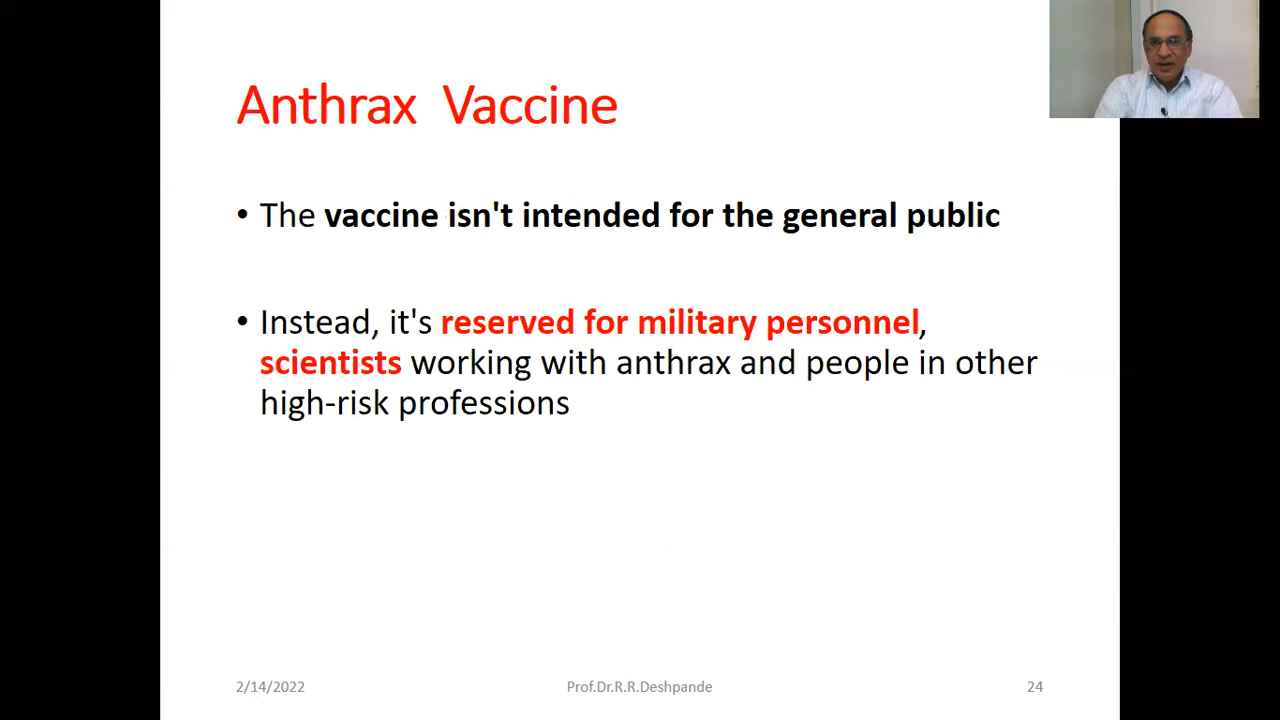 Anthrax Vaccine
• The vaccine isn't intended for the general public
• Instead, it's reserved for military personnel,
scientists working with anthrax and people in other
high-risk professions
2/14/2022
Prof.Dr.R.R.Deshpande
24